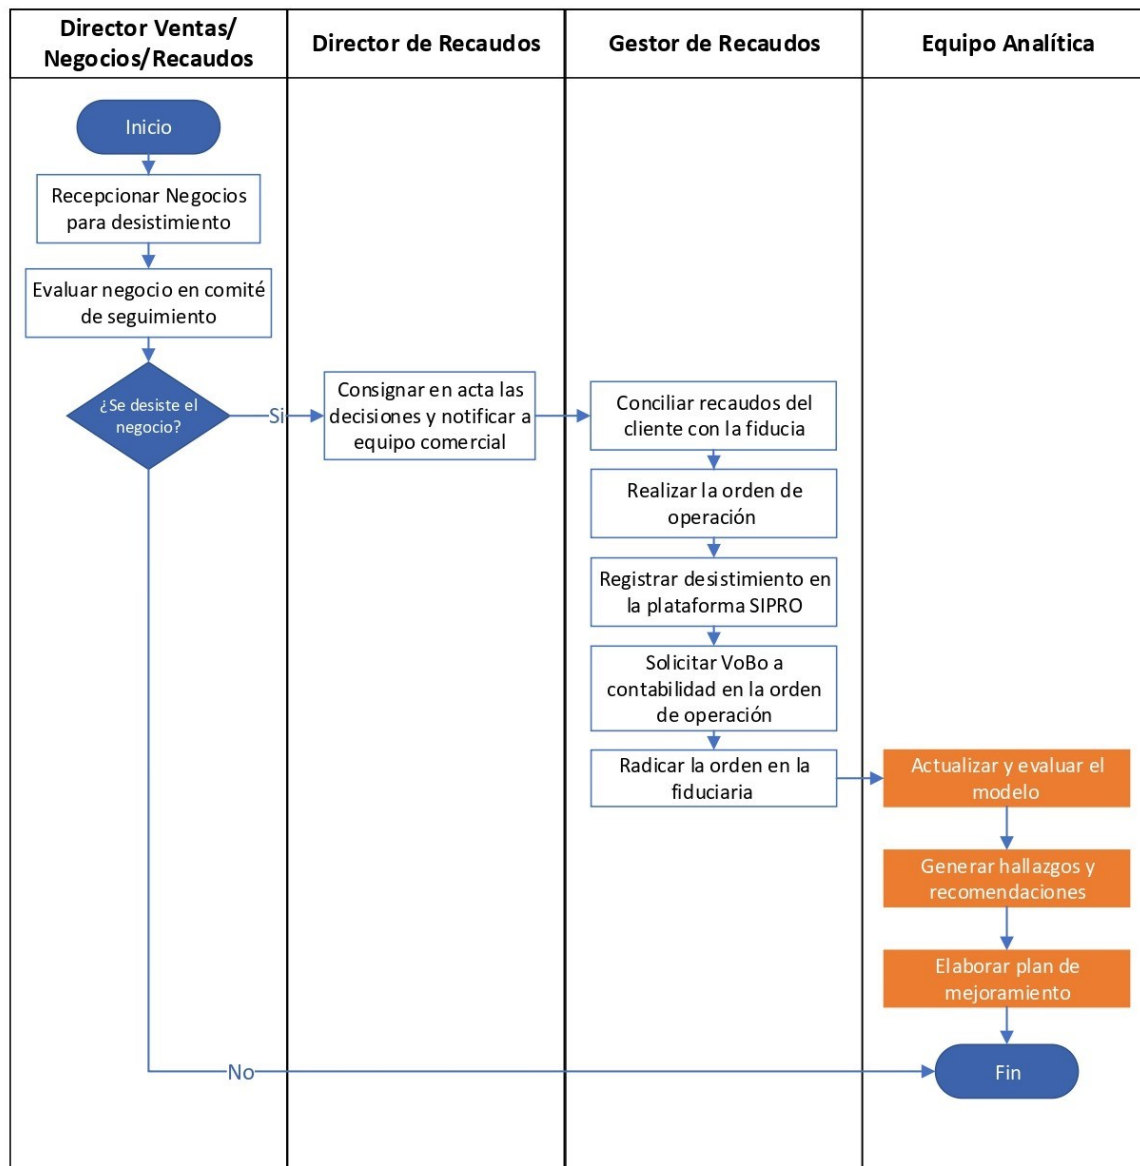 Director Ventas/
Negocios/Recaudos
Director de Recaudos
Gestor de Recaudos
Equipo Analítica
Inicio
Recepcionar Negocios
para desistimiento
Evaluar negocio en comité
de seguimiento
¿Se desiste el
negocio?
Si
Consignar en acta las
decisiones y notificar a
equipo comercial
Conciliar recaudos del
cliente con la fiducia
Realizar la orden de
operación
Registrar desistimiento en
la plataforma SIPRO
Solicitar VoBo a
contabilidad en la orden
de operación
Radicar la orden en la
fiduciaria
Actualizar y evaluar el
modelo
Generar hallazgos y
recomendaciones
Elaborar plan de
mejoramiento
No
Fin